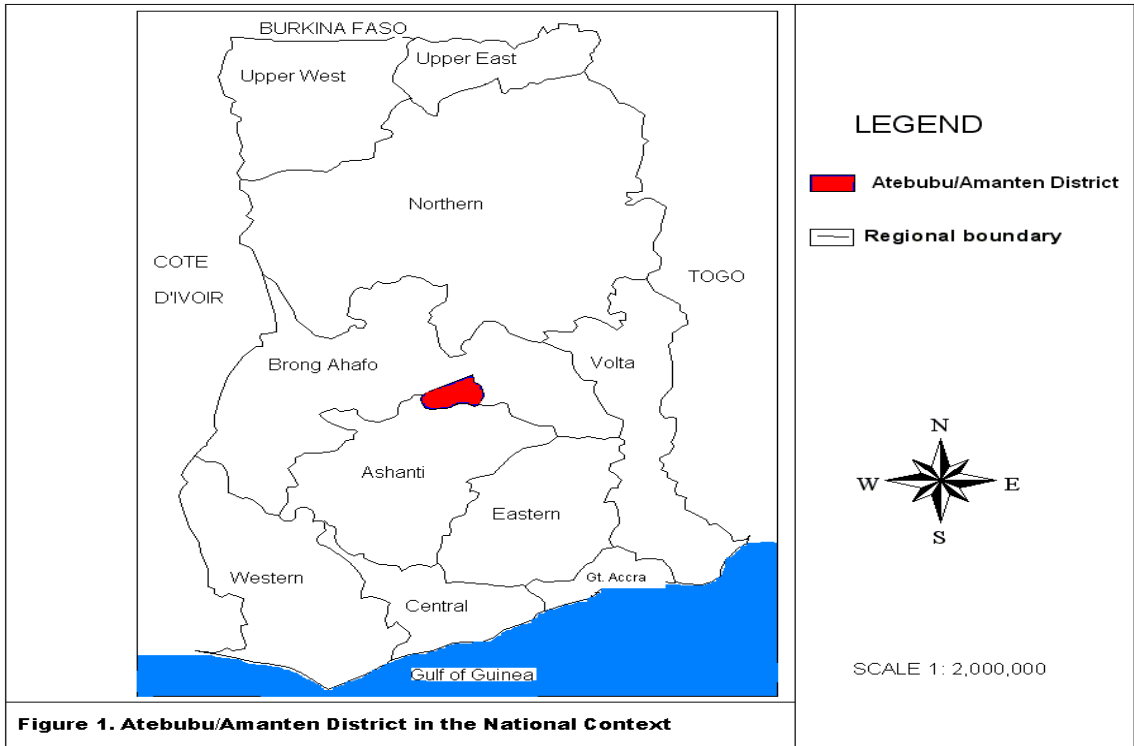 BURKINA FASO
Upper West
Upper East
Northern
COTE
D'IVOIR
TOGO
Brong Ahafo
Volta
Ashanti
Eastern
Western
Central
Gt. Accra
Gulf of Guinea
LEGEND
Atebubu/Amanten District
Regional boundary
N
W
E
S
SCALE 1: 2,000,000
Figure 1. Atebubu/Amanten District in the National Context